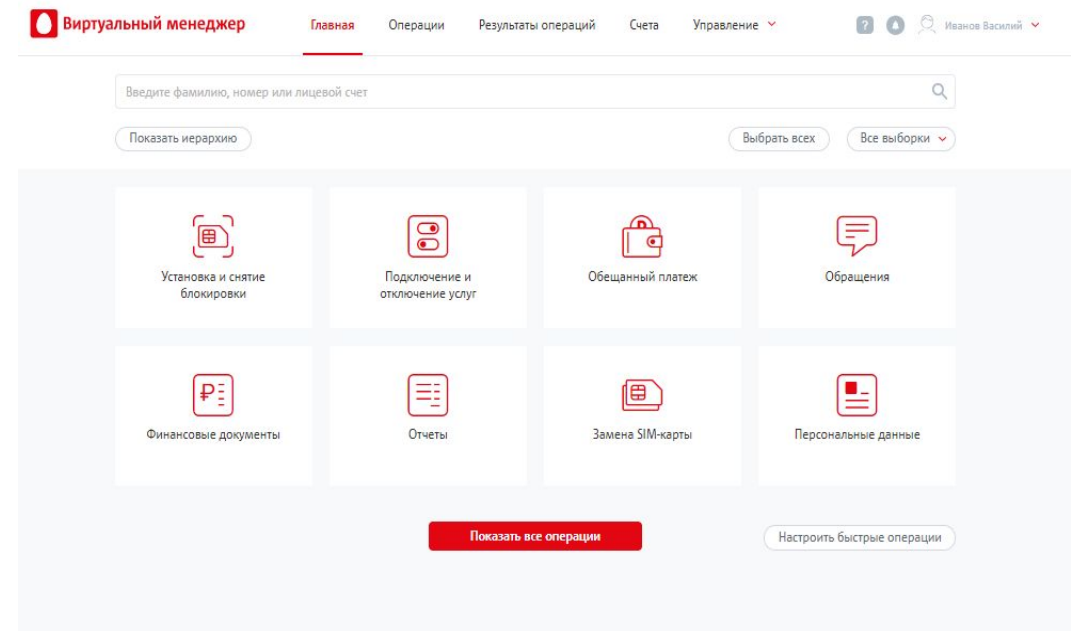 Виртуальный менеджер
Главная
Операции
Результаты операций
Счета
Управление
?
Иванов Василий
Введите фамилию, номер или лицевой счет
Показать иерархию
Выбрать всех
Все выборки
Установка и снятие
блокировки
Подключение и
отключение услуг
Обещанный платеж
Обращения
Финансовые документы
Отчеты
Замена SIM-карты
Персональные данные
Показать все операции
Настроить быстрые операции